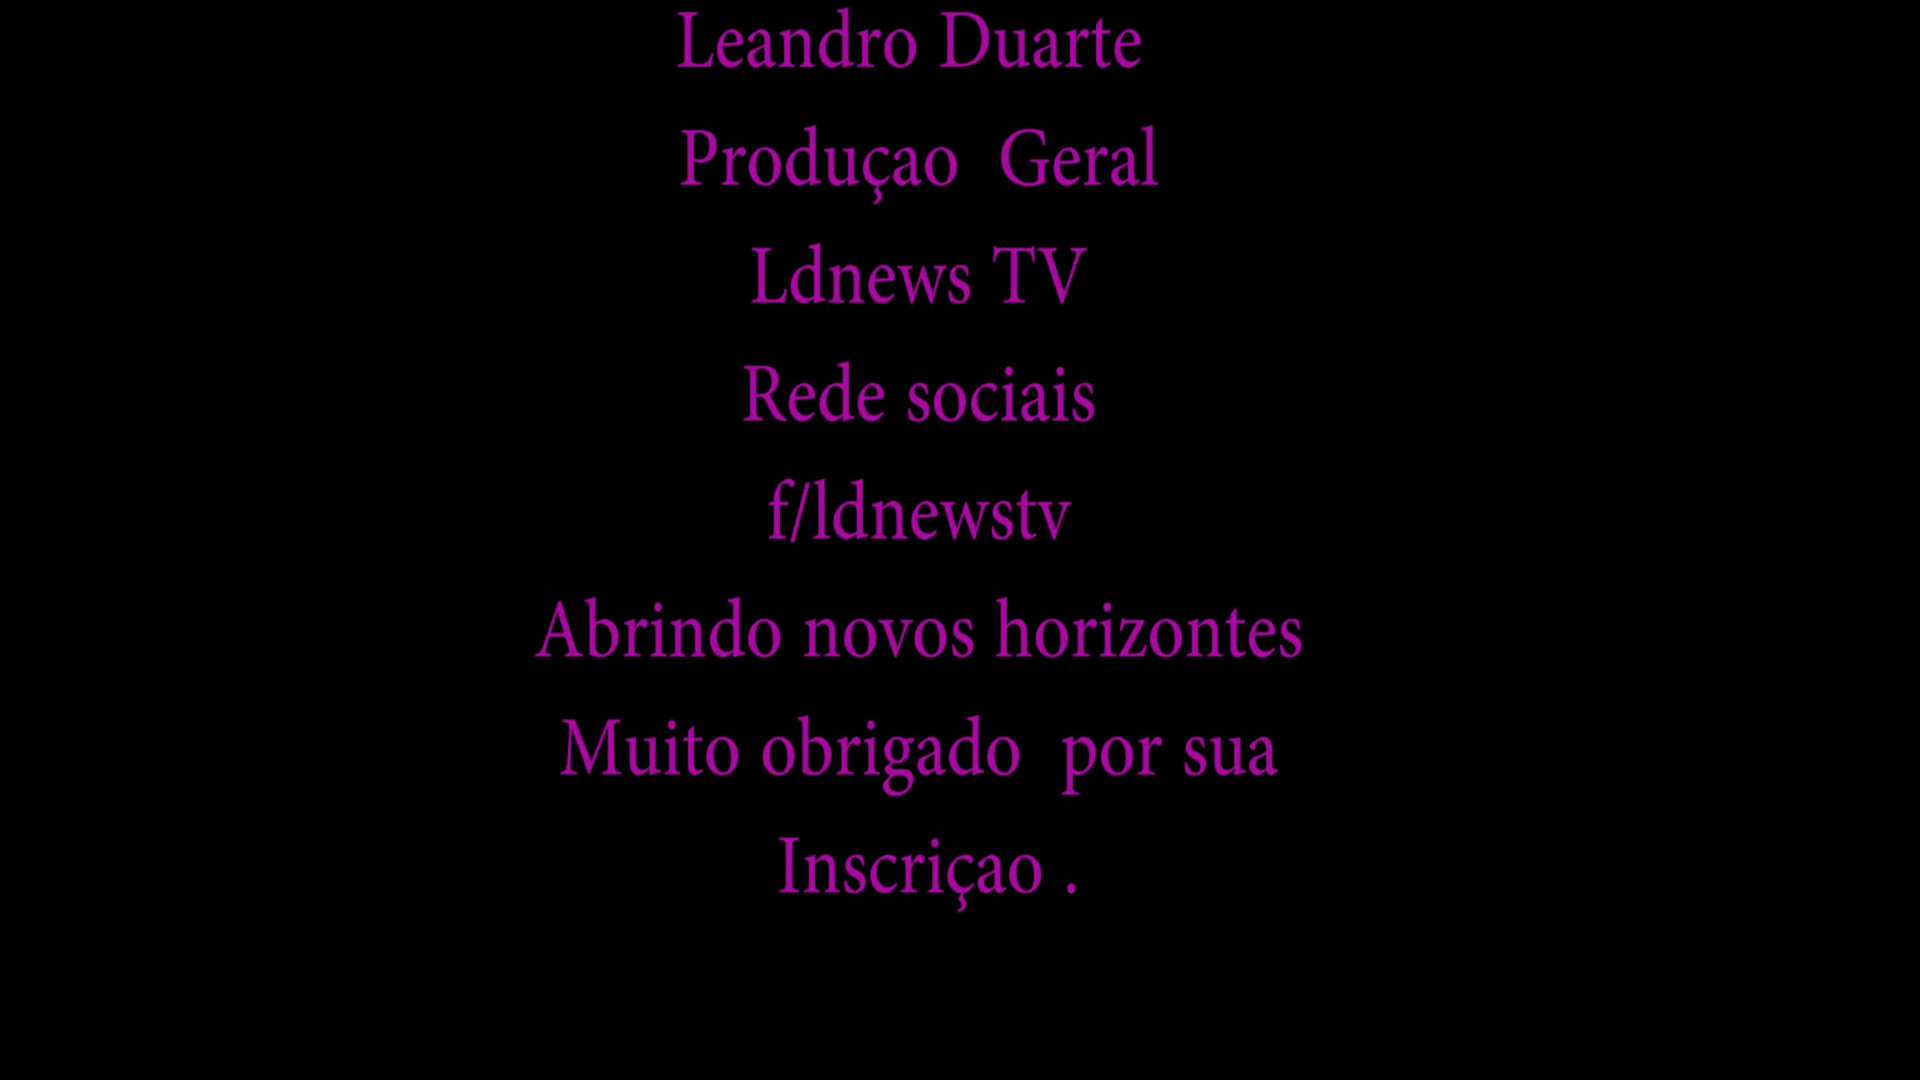 Leandro Duarte
Produçao  Geral
Ldnews TV
Rede sociais
f/ldnewstv
Abrindo novos horizontes
Muito obrigado  por sua
Inscriçao .